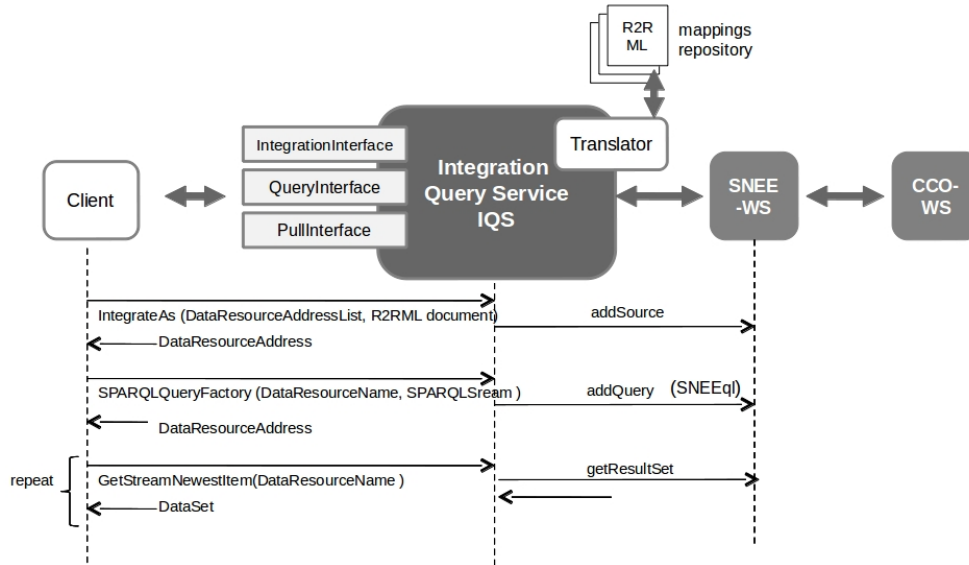 R2R
ML
mappings
repository
IntegrationInterface
QueryInterface
PullInterface
Translator
Integration
Query Service
IQS
Client
SNEE
-WS
CCO-
WS
IntegrateAs (DataResourceAddressList, R2RML document)
addSource
DataResourceAddress
SPARQLQueryFactory (DataResourceName, SPARQLSream )
addQuery (SNEEql)
DataResourceAddress
repeat
GetStreamNewestItem(DataResourceName )
getResultSet
DataSet